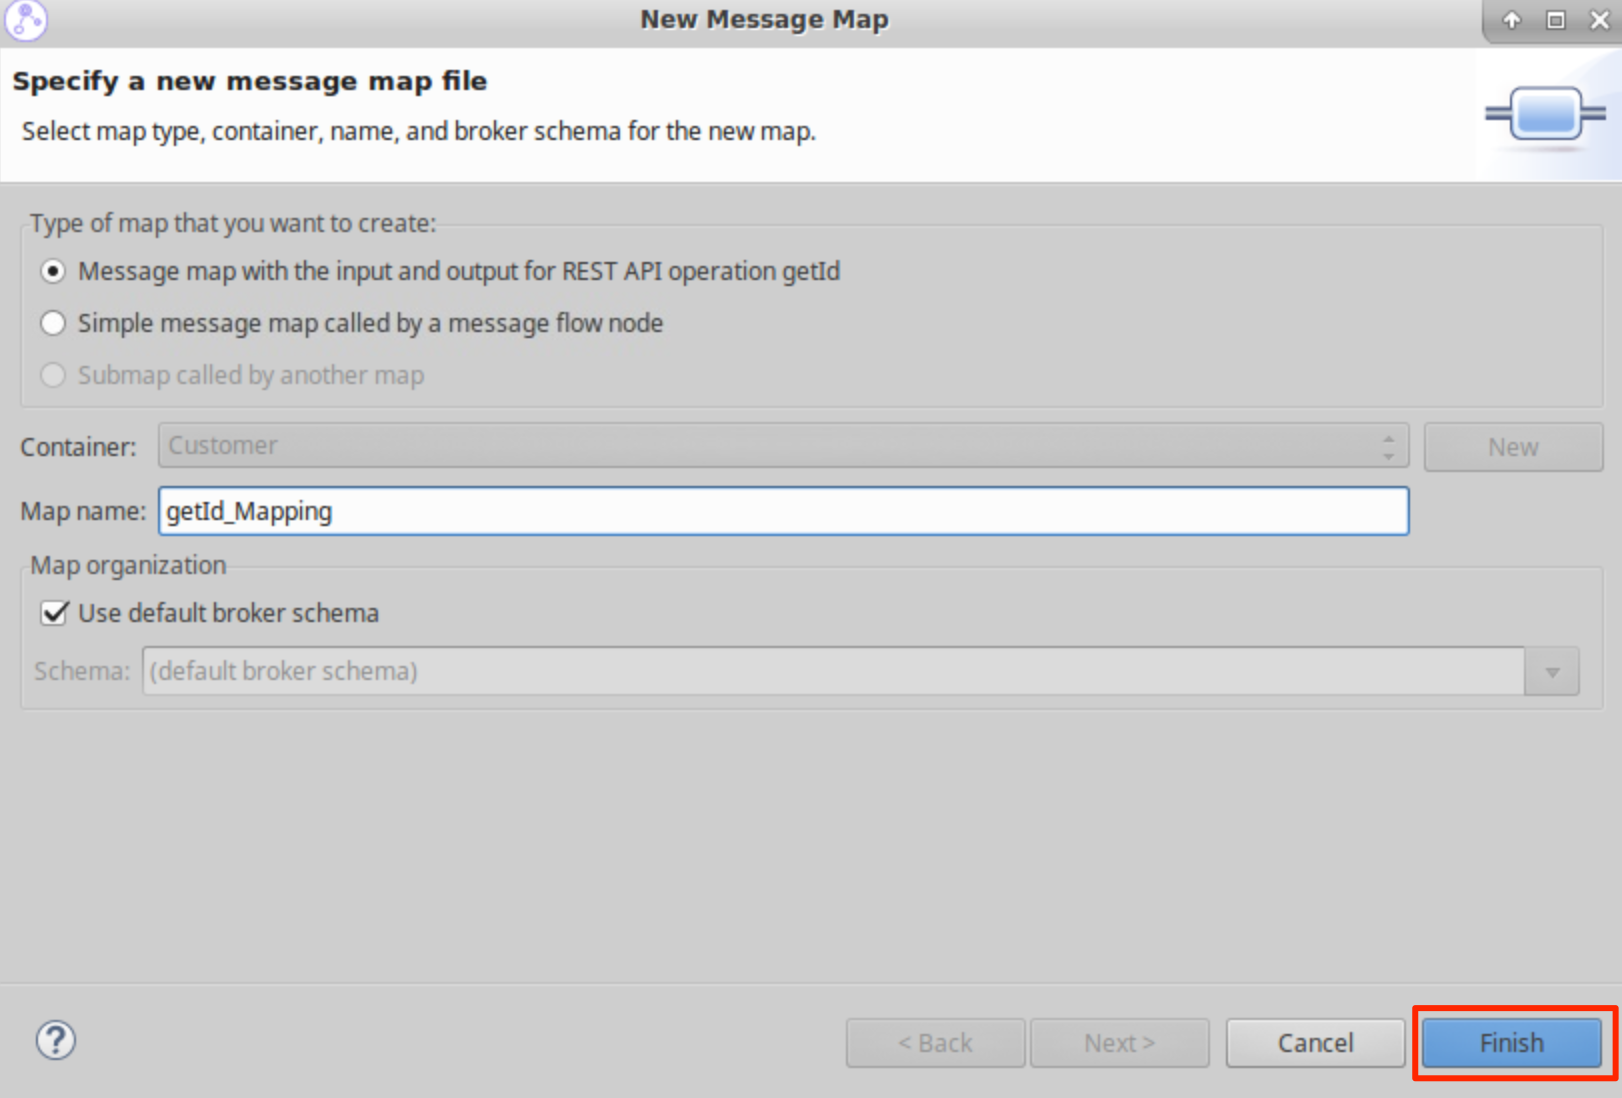 New Message Map
Specify a new message map file
Select map type, container, name, and broker schema for the new map.
Type of map that you want to create:
Message map with the input and output for REST API operation getId
Simple message map called by a message flow node
Submap called by another map
Container: Customer New
Map name: getId_Mapping
Map organization
Use default broker schema
Schema: (default broker schema)
? < Back Next > Cancel Finish